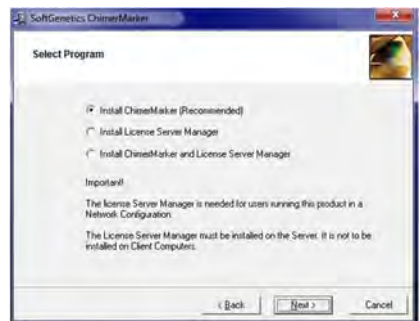 SoftGenetics ChimerMarker
Select Program
Install ChimerMarker (Recommended)
Install License Server Manager
Install ChimerMarker and License Server Manager
Important!
The license Server Manager is needed for users running this product in a
Network Configuration.
The License Server Manager must be installed on the Server. It is not to be
installed on Client Computers.
< Back
Next >
Cancel